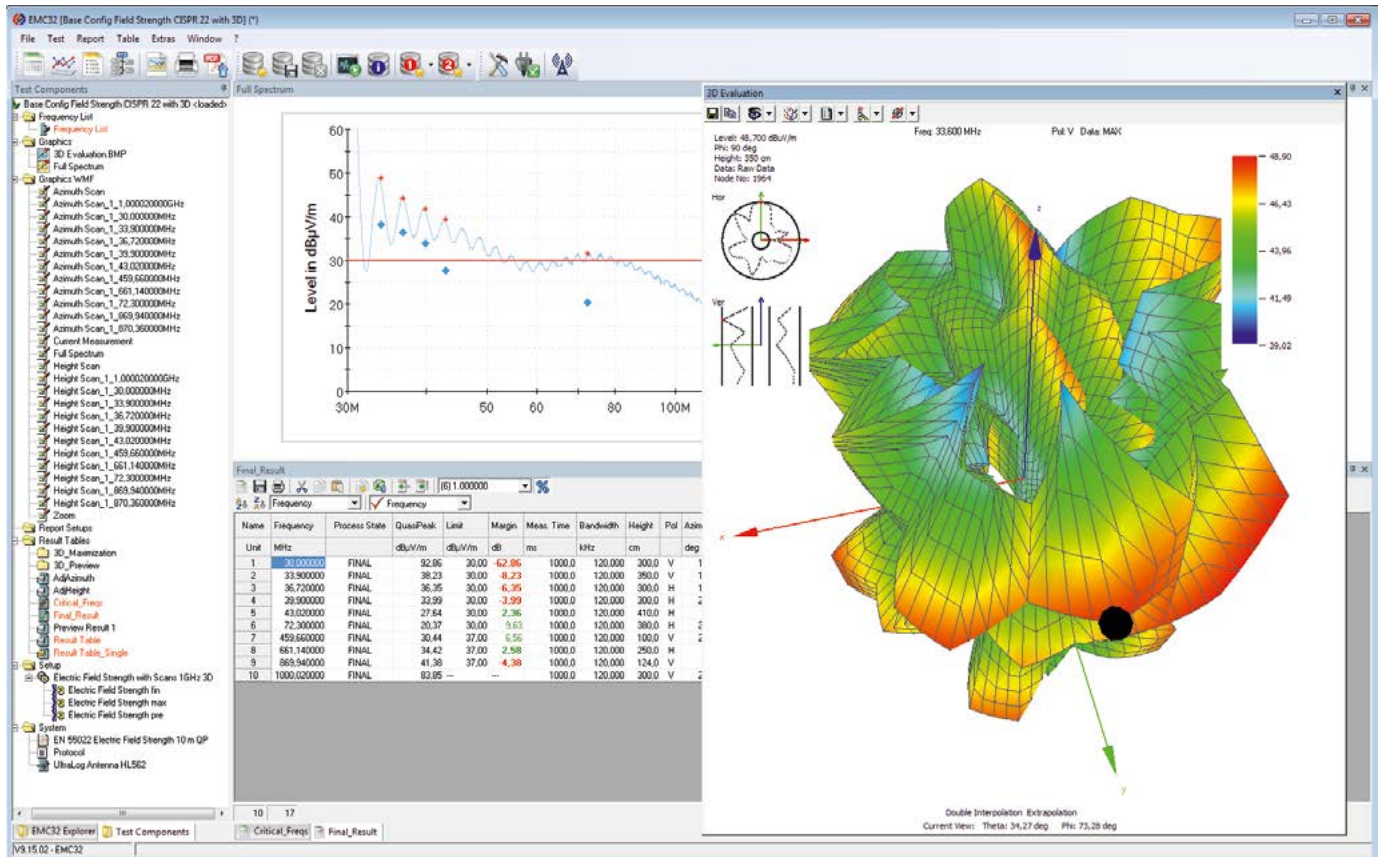 EMC32 [Base Config Field Strength CISPR 22 with 3D] (*)
File Test Report Table Extras Window ?
Test Components
Base Config Field Strength CISPR 22 with 3D <loaded>
Frequency List
Frequency List
Graphics
3D Evaluation.BMP
Full Spectrum
Graphics WMF
Azimuth Scan
Azimuth Scan_1_1,000020000GHz
Azimuth Scan_1_30,000000MHz
Azimuth Scan_1_33,900000MHz
Azimuth Scan_1_36,720000MHz
Azimuth Scan_1_39,900000MHz
Azimuth Scan_1_43,020000MHz
Azimuth Scan_1_459,660000MHz
Azimuth Scan_1_661,140000MHz
Azimuth Scan_1_72,300000MHz
Azimuth Scan_1_869,940000MHz
Azimuth Scan_1_870,360000MHz
Current Measurement
Full Spectrum
Height Scan
Height Scan_1_1,000020000GHz
Height Scan_1_30,000000MHz
Height Scan_1_33,900000MHz
Height Scan_1_36,720000MHz
Height Scan_1_39,900000MHz
Height Scan_1_43,020000MHz
Height Scan_1_459,660000MHz
Height Scan_1_661,140000MHz
Height Scan_1_72,300000MHz
Height Scan_1_869,940000MHz
Height Scan_1_870,360000MHz
Zoom
Report Setups
Result Tables
3D_Maximization
3D_Preview
AdjAzimuth
AdjHeight
Critical_Freqs
Final_Result
Preview Result 1
Result Table
Result Table_Single
Setup
Electric Field Strength with Scans 1GHz 3D
Electric Field Strength fin
Electric Field Strength max
Electric Field Strength pre
System
EN 55022 Electric Field Strength 10 m QP
Protocol
UltraLog Antenna HL562
EMC32 Explorer Test Components
V9.15.02 - EMC32
Full Spectrum
Level in dBµV/m
60
50
40
30
20
10
0
30M 50 60 80 100M
Final_Result
(6) 1.000000
Frequency Frequency
Name Frequency Process State QuasiPeak Limit Margin Meas. Time Bandwidth Height Pol Azim
Unit MHz dBµV/m dBµV/m dB ms kHz cm deg
1 30,000000 FINAL 92,86 30,00 -62,86 1000,0 120,000 300,0 V 1
2 33,900000 FINAL 38,23 30,00 -8,23 1000,0 120,000 350,0 V 1
3 36,720000 FINAL 36,35 30,00 -6,35 1000,0 120,000 300,0 H 1
4 39,900000 FINAL 33,99 30,00 -3,99 1000,0 120,000 300,0 H 2
5 43,020000 FINAL 27,64 30,00 2,36 1000,0 120,000 410,0 H
6 72,300000 FINAL 20,37 30,00 9,63 1000,0 120,000 380,0 H 2
7 459,660000 FINAL 30,44 37,00 6,56 1000,0 120,000 100,0 V 2
8 661,140000 FINAL 34,42 37,00 2,58 1000,0 120,000 250,0 H
9 869,940000 FINAL 41,38 37,00 -4,38 1000,0 120,000 124,0 V
10 1000,020000 FINAL 83,85 --- --- 1000,0 120,000 300,0 V 2
10 17
Critical_Freqs Final_Result
3D Evaluation
Level: 48,700 dBuV/m
Phi: 90 deg
Height: 350 cm
Data: Raw Data
Node No: 1964
Freq: 33,600 MHz Pol: V Data: MAX
Hor
Ver
48,90
46,43
43,96
41,49
39,02
z
x
y
Double Interpolation Extrapolation
Current View: Theta: 34,27 deg Phi: 73,28 deg